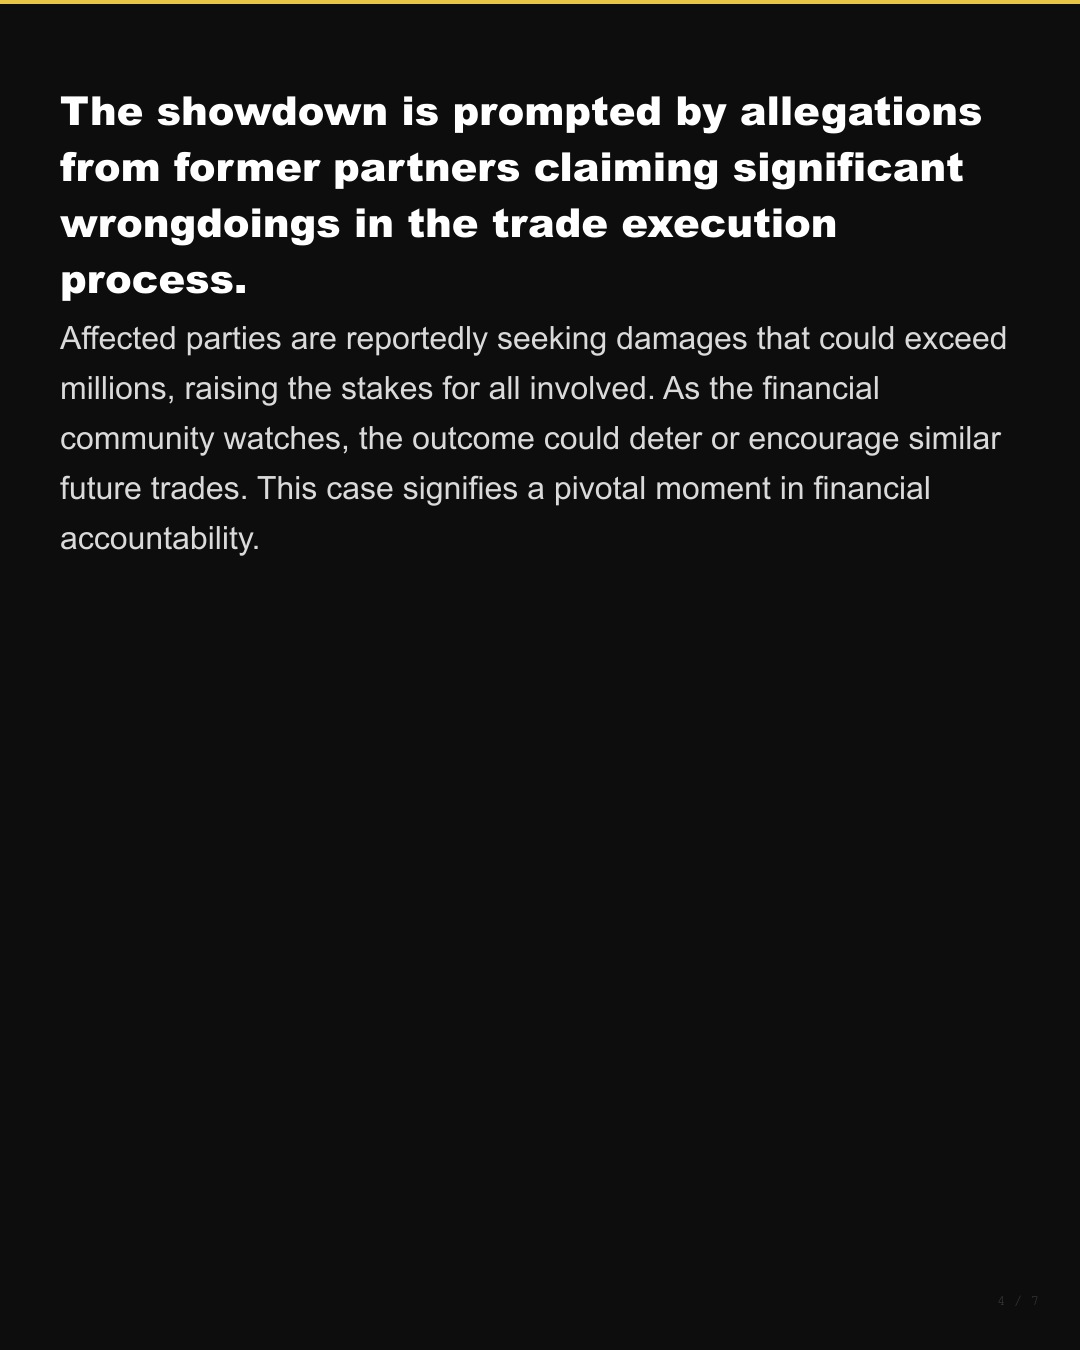 The showdown is prompted by allegations
from former partners claiming significant
wrongdoings in the trade execution
process.
Affected parties are reportedly seeking damages that could exceed
millions, raising the stakes for all involved. As the financial
community watches, the outcome could deter or encourage similar
future trades. This case signifies a pivotal moment in financial
accountability.
4 / 7